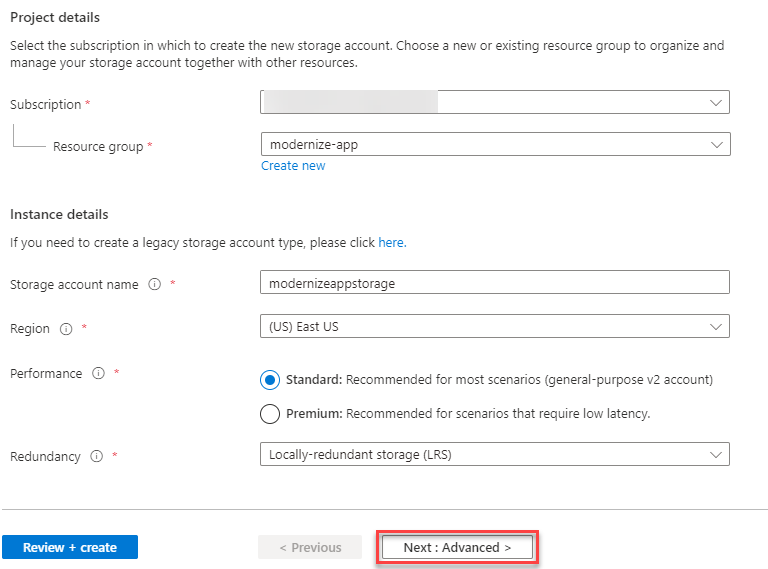 Project details
Select the subscription in which to create the new storage account. Choose a new or existing resource group to organize and
manage your storage account together with other resources.
Subscription *
Resource group * modernize-app
Create new
Instance details
If you need to create a legacy storage account type, please click here.
Storage account name * modernizeappstorage
Region * (US) East US
Performance * Standard: Recommended for most scenarios (general-purpose v2 account)
Premium: Recommended for scenarios that require low latency.
Redundancy * Locally-redundant storage (LRS)
Review + create < Previous Next : Advanced >